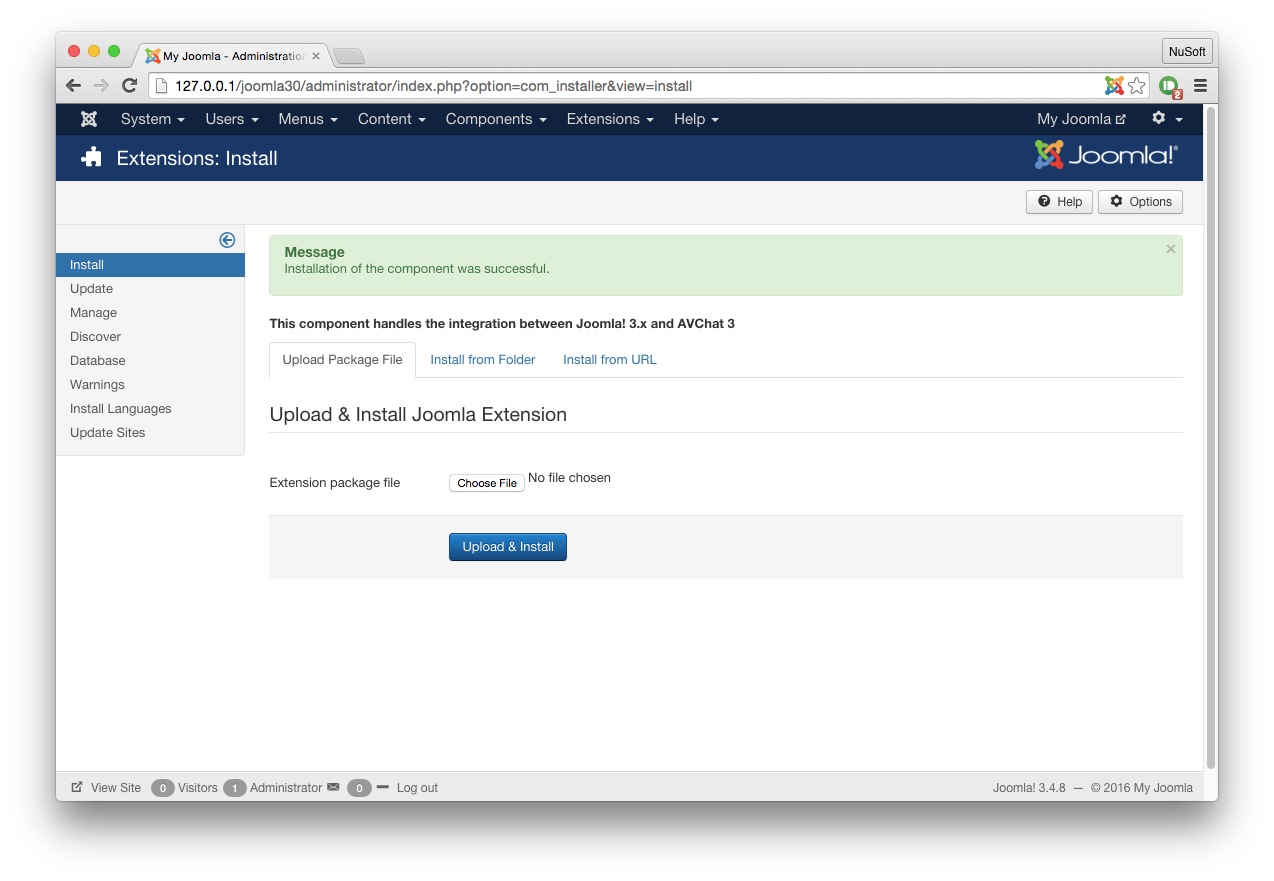 My Joomla - Administration
NuSoft
127.0.0.1/joomla30/administrator/index.php?option=com_installer&view=install
2
System Users Menus Content Components Extensions Help My Joomla
Extensions: Install
Joomla!®
Help Options
Install
Update
Manage
Discover
Database
Warnings
Install Languages
Update Sites
Message
Installation of the component was successful.
This component handles the integration between Joomla! 3.x and AVChat 3
Upload Package File Install from Folder Install from URL
Upload & Install Joomla Extension
Extension package file Choose File No file chosen
Upload & Install
View Site 0 Visitors 1 Administrator 0 Log out Joomla! 3.4.8 — © 2016 My Joomla